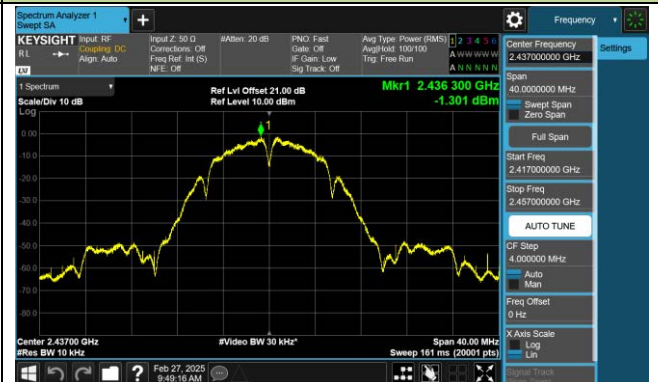 Spectrum Analyzer 1
Swept SA
Frequency
KEYSIGHT
RL
LXI
Input: RF
Coupling: DC
Align: Auto
Input Z: 50 Ω
Corrections: Off
Freq Ref: Int (S)
NFE: Off
#Atten: 20 dB
PNO: Fast
Gate: Off
IF Gain: Low
Sig Track: Off
Avg Type: Power (RMS)
Avg|Hold: 100/100
Trig: Free Run
1 2 3 4 5 6
A W W W W W
A N N N N N
Center Frequency
2.437000000 GHz
Settings
Span
40.0000000 MHz
Swept Span
Zero Span
Full Span
Start Freq
2.417000000 GHz
Stop Freq
2.457000000 GHz
AUTO TUNE
CF Step
4.000000 MHz
Auto
Man
Freq Offset
0 Hz
X Axis Scale
Log
Lin
Signal Track
1 Spectrum
Scale/Div 10 dB
Log
Ref Lvl Offset 21.00 dB
Ref Level 10.00 dBm
Mkr1 2.436 300 GHz
-1.301 dBm
1
0.00
-10.0
-20.0
-30.0
-40.0
-50.0
-60.0
-70.0
-80.0
Center 2.43700 GHz
#Res BW 10 kHz
#Video BW 30 kHz*
Span 40.00 MHz
Sweep 161 ms (20001 pts)
?
Feb 27, 2025
9:49:16 AM